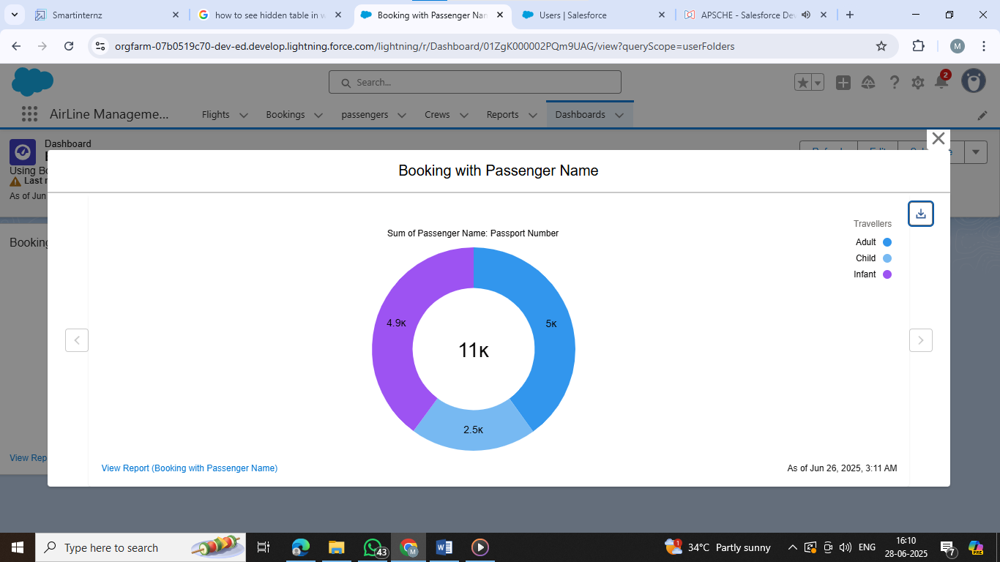 Smartinternz
how to see hidden table in w
Booking with Passenger Nam
Users | Salesforce
APSCHE - Salesforce Dev
orgfarm-07b0519c70-dev-ed.develop.lightning.force.com/lightning/r/Dashboard/01ZgK000002PQm9UAG/view?queryScope=userFolders
M
Search...
2
AirLine Manageme...
Flights
Bookings
passengers
Crews
Reports
Dashboards
Dashboard
Using Bo
Last r
As of Jun
Booking with Passenger Name
Sum of Passenger Name: Passport Number
Travellers
Adult
Child
Infant
Booking
4.9K
5K
11K
2.5K
View Rep
View Report (Booking with Passenger Name)
As of Jun 26, 2025, 3:11 AM
Type here to search
43
M
1
34°C Partly sunny
ENG
16:10
28-06-2025
7
PRE